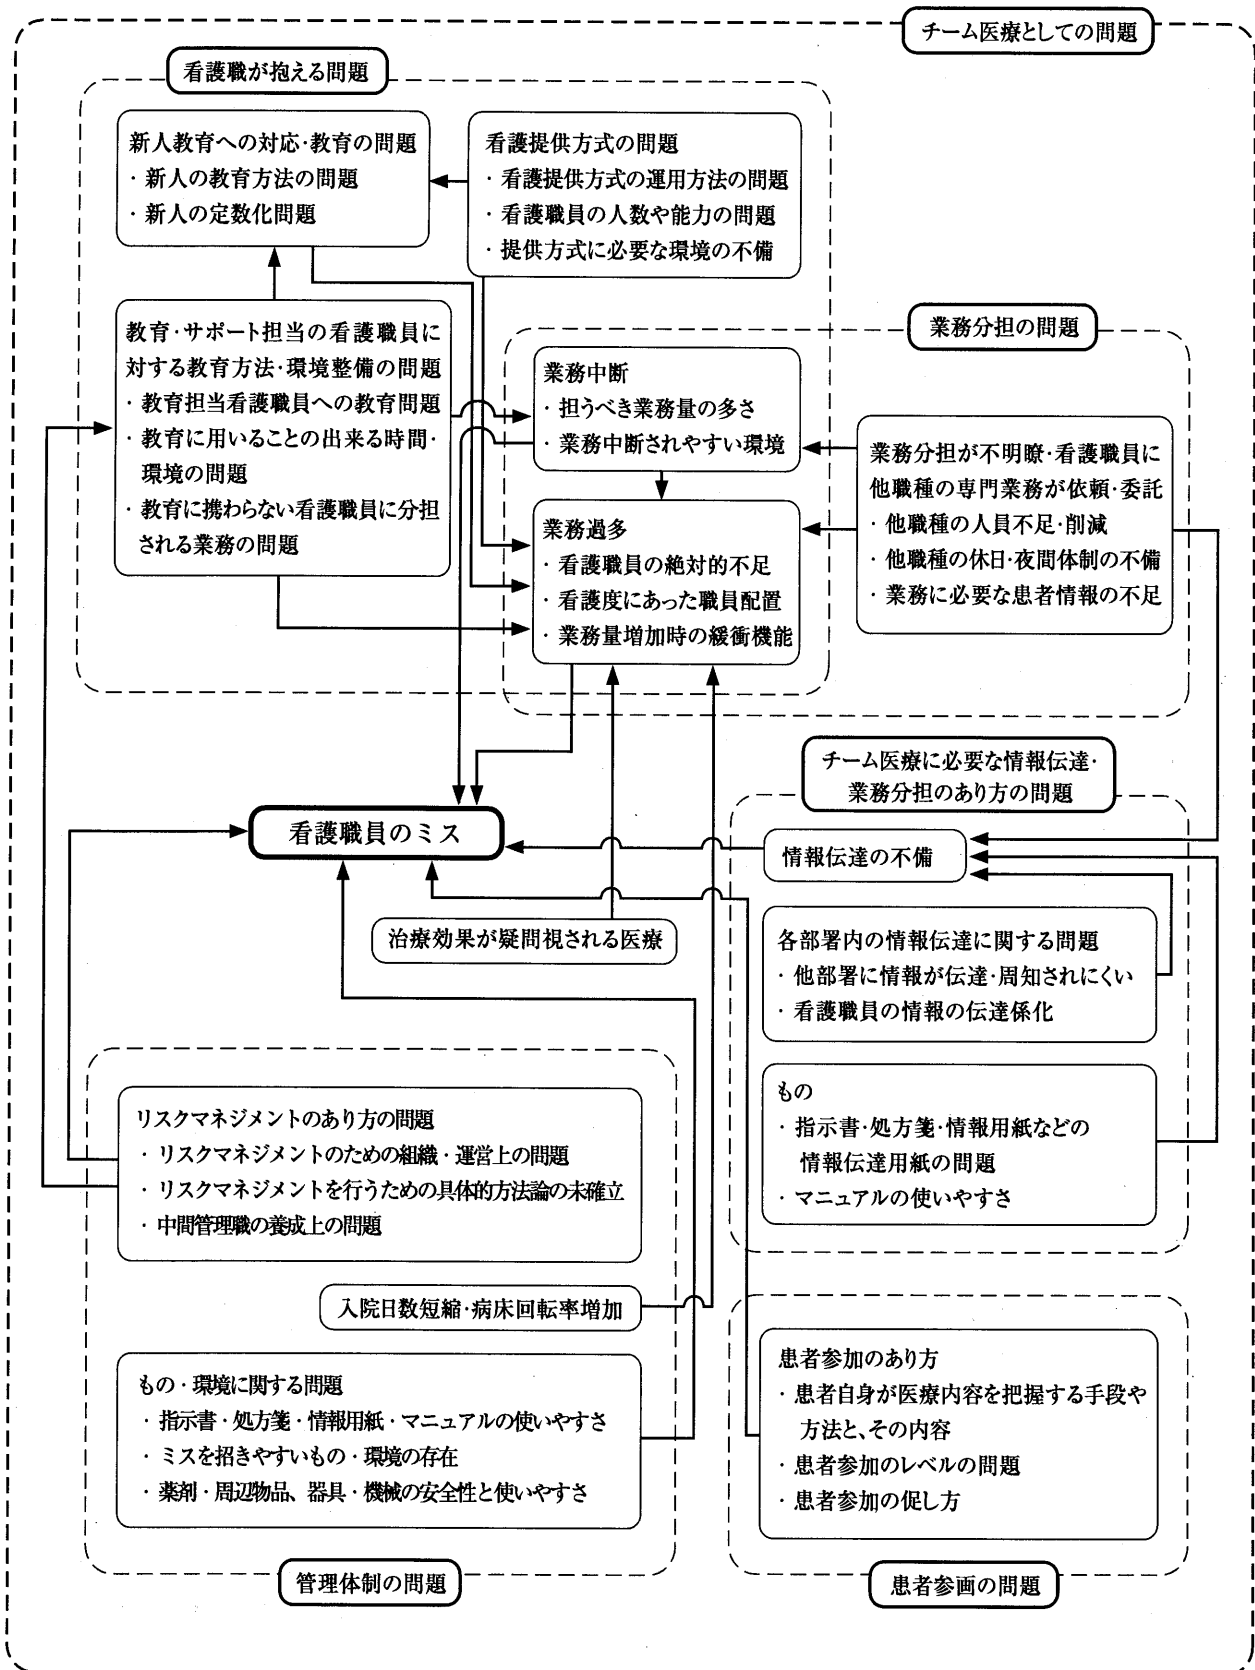 チーム医療としての問題
看護職が抱える問題
新人教育への対応・教育の問題
・新人の教育方法の問題
・新人の定数化問題
看護提供方式の問題
・看護提供方式の運用方法の問題
・看護職員の人数や能力の問題
・提供方式に必要な環境の不備
教育・サポート担当の看護職員に
対する教育方法・環境整備の問題
・教育担当看護職員への教育問題
・教育に用いることの出来る時間・
環境の問題
・教育に携わらない看護職員に分担
される業務の問題
業務分担の問題
業務中断
・担うべき業務量の多さ
・業務中断されやすい環境
業務過多
・看護職員の絶対的不足
・看護度にあった職員配置
・業務量増加時の緩衝機能
業務分担が不明瞭・看護職員に
他職種の専門業務が依頼・委託
・他職種の人員不足・削減
・他職種の休日・夜間体制の不備
・業務に必要な患者情報の不足
チーム医療に必要な情報伝達・
業務分担のあり方の問題
看護職員のミス
情報伝達の不備
治療効果が疑問視される医療
各部署内の情報伝達に関する問題
・他部署に情報が伝達・周知されにくい
・看護職員の情報の伝達係化
もの
・指示書・処方箋・情報用紙などの
情報伝達用紙の問題
・マニュアルの使いやすさ
リスクマネジメントのあり方の問題
・リスクマネジメントのための組織・運営上の問題
・リスクマネジメントを行うための具体的方法論の未確立
・中間管理職の養成上の問題
入院日数短縮・病床回転率増加
もの・環境に関する問題
・指示書・処方箋・情報用紙・マニュアルの使いやすさ
・ミスを招きやすいもの・環境の存在
・薬剤・周辺物品、器具・機械の安全性と使いやすさ
管理体制の問題
患者参加のあり方
・患者自身が医療内容を把握する手段や
方法と、その内容
・患者参加のレベルの問題
・患者参加の促し方
患者参画の問題